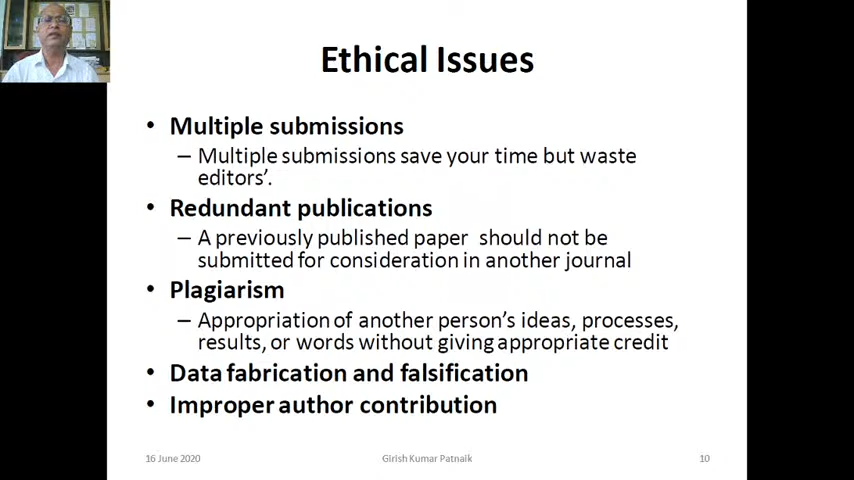 Ethical Issues
• Multiple submissions
– Multiple submissions save your time but waste
editors’.
• Redundant publications
– A previously published paper should not be
submitted for consideration in another journal
• Plagiarism
– Appropriation of another person’s ideas, processes,
results, or words without giving appropriate credit
• Data fabrication and falsification
• Improper author contribution
16 June 2020 Girish Kumar Patnaik 10